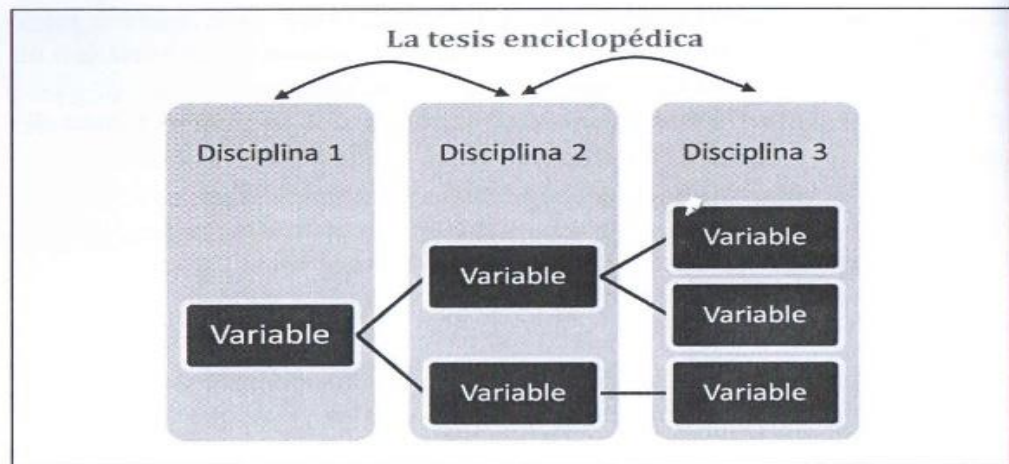 La tesis enciclopédica
Disciplina 1
Disciplina 2
Disciplina 3
Variable
Variable
Variable
Variable
Variable
Variable